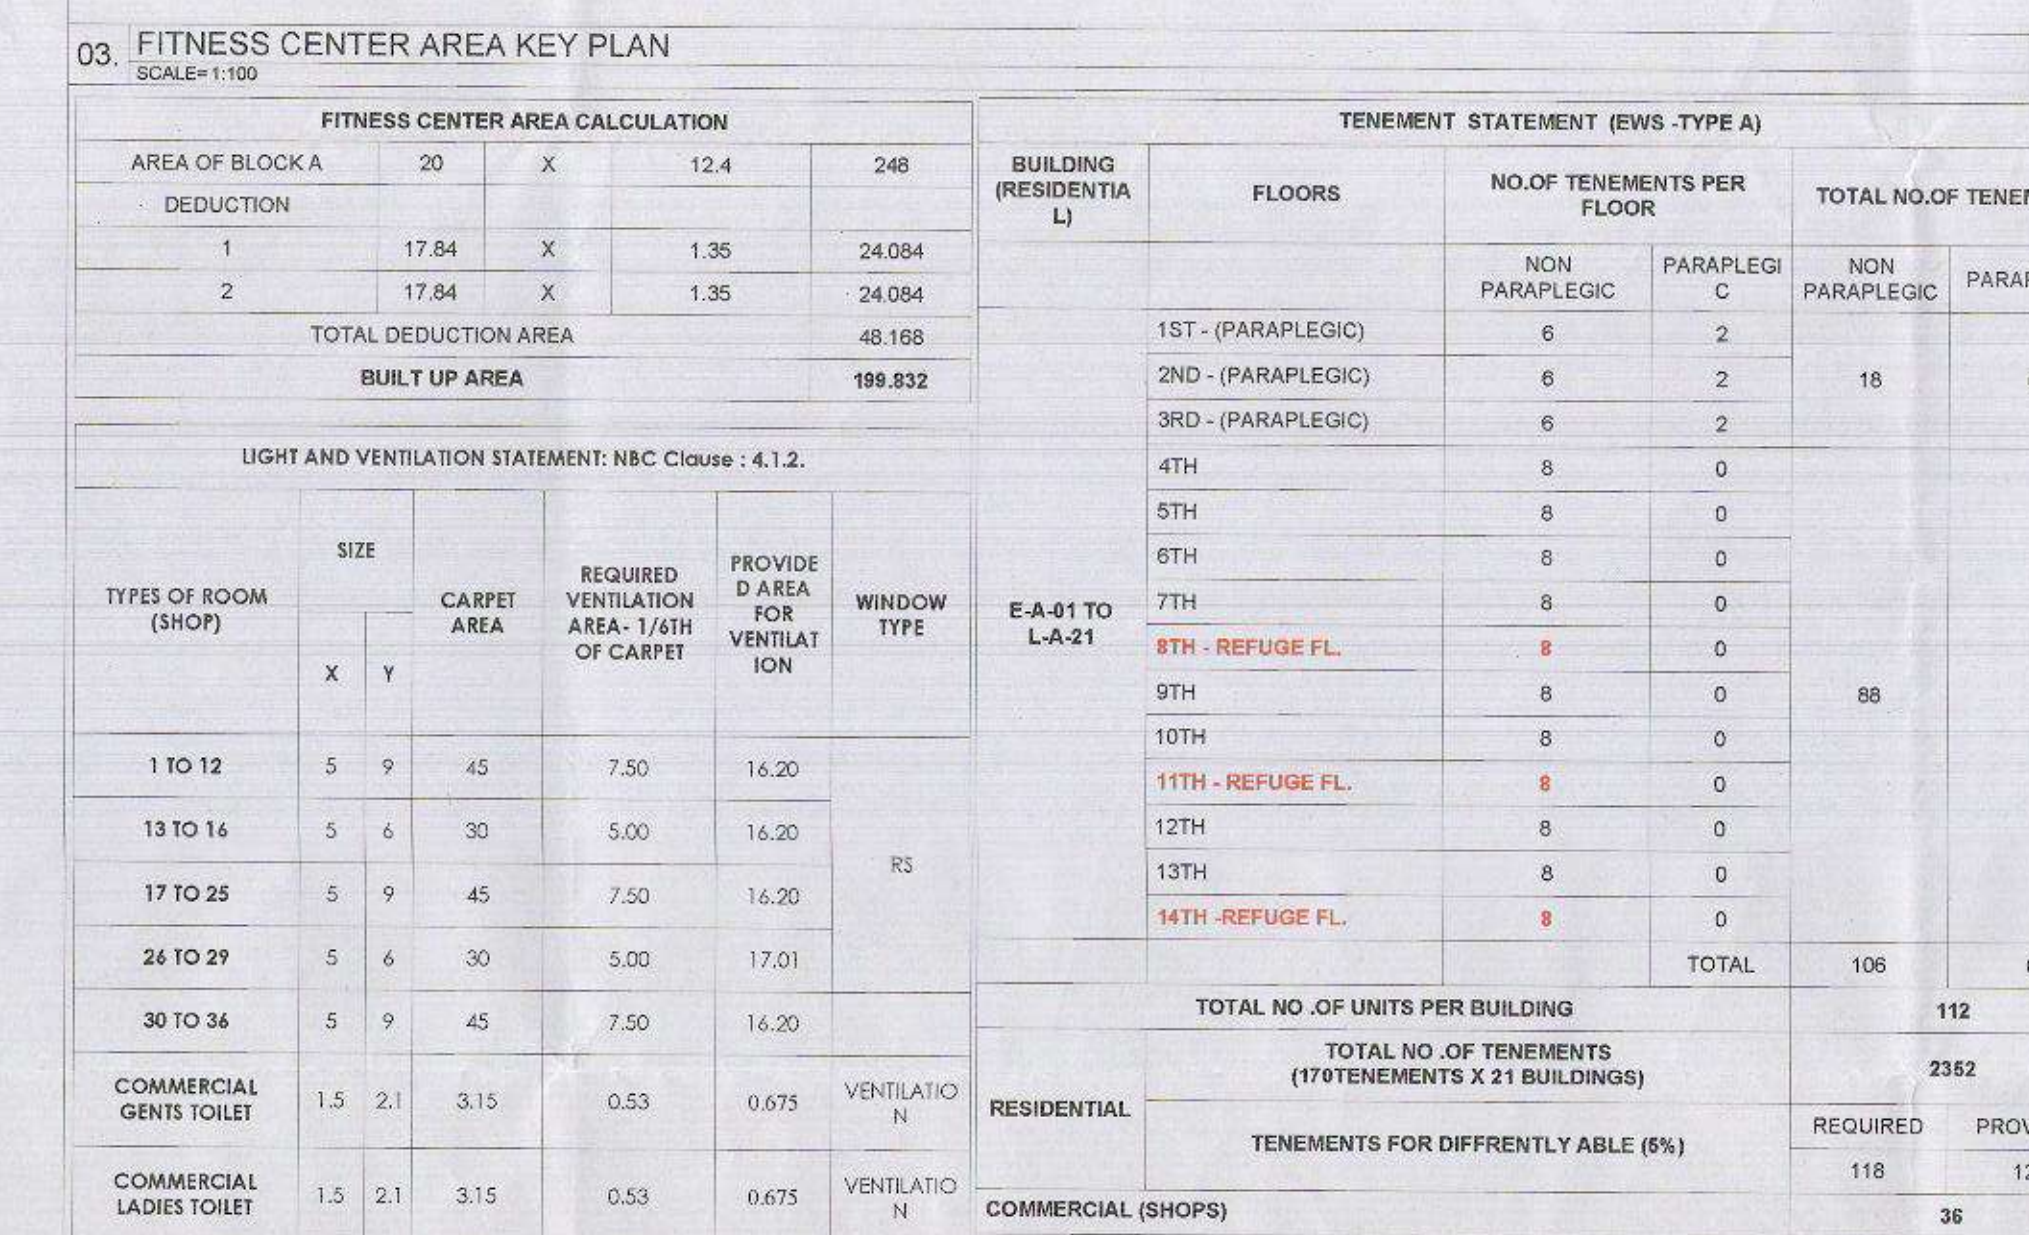 03. FITNESS CENTER AREA KEY PLAN
SCALE=1:100
FITNESS CENTER AREA CALCULATION
AREA OF BLOCK A 20 X 12.4 248
DEDUCTION
1 17.84 X 1.35 24.084
2 17.84 X 1.35 24.084
TOTAL DEDUCTION AREA 48.168
BUILT UP AREA 199.832
LIGHT AND VENTILATION STATEMENT: NBC Clause : 4.1.2.
TYPES OF ROOM
(SHOP)
SIZE
X Y
CARPET
AREA
REQUIRED
VENTILATION
AREA- 1/6TH
OF CARPET
PROVIDE
D AREA
FOR
VENTILAT
ION
WINDOW
TYPE
1 TO 12 5 9 45 7.50 16.20
13 TO 16 5 6 30 5.00 16.20
RS
17 TO 25 5 9 45 7.50 16.20
26 TO 29 5 6 30 5.00 17.01
30 TO 36 5 9 45 7.50 16.20
COMMERCIAL
GENTS TOILET
1.5 2.1 3.15 0.53 0.675
VENTILATIO
N
COMMERCIAL
LADIES TOILET
1.5 2.1 3.15 0.53 0.675
VENTILATIO
N
TENEMENT STATEMENT (EWS -TYPE A)
BUILDING
(RESIDENTIA
L)
FLOORS
NO.OF TENEMENTS PER
FLOOR
TOTAL NO.OF
NON
PARAPLEGIC
PARAPLEGI
C
NON
PARAPLEGIC
E-A-01 TO
L-A-21
1ST - (PARAPLEGIC) 6 2
2ND - (PARAPLEGIC) 6 2 18
3RD - (PARAPLEGIC) 6 2
4TH 8 0
5TH 8 0
6TH 8 0
7TH 8 0
8TH - REFUGE FL. 8 0
9TH 8 0 88
10TH 8 0
11TH - REFUGE FL. 8 0
12TH 8 0
13TH 8 0
14TH -REFUGE FL. 8 0
TOTAL 106
TOTAL NO .OF UNITS PER BUILDING 112
RESIDENTIAL
TOTAL NO .OF TENEMENTS
(170TENEMENTS X 21 BUILDINGS)
2352
TENEMENTS FOR DIFFRENTLY ABLE (5%)
REQUIRED
118
COMMERCIAL (SHOPS) 36